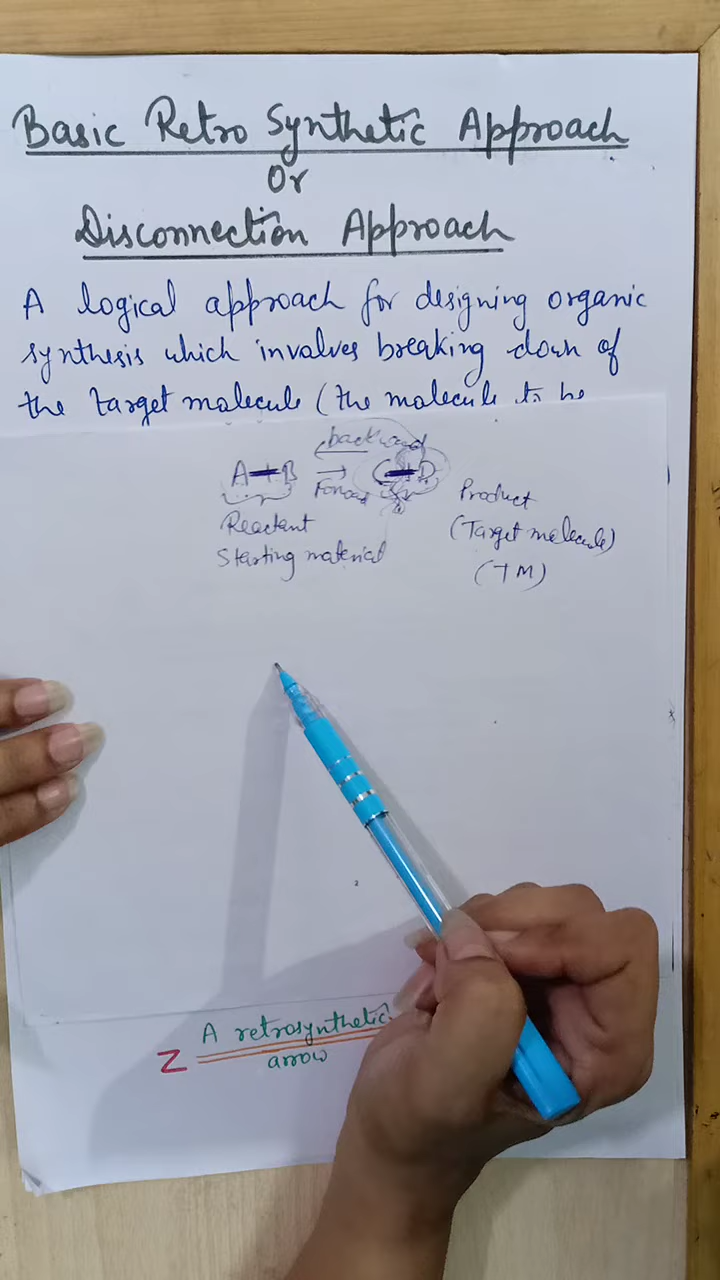 Basic Retro Synthetic Approach
Or
Disconnection Approach
A logical approach for designing organic
synthesis which involves breaking down of
the target molecule (the molecule to be
backward
A + B → C + D
Forward
Product
Reactant
(Target molecule)
Starting material
(TM)
A retrosynthetic
Z
arrow